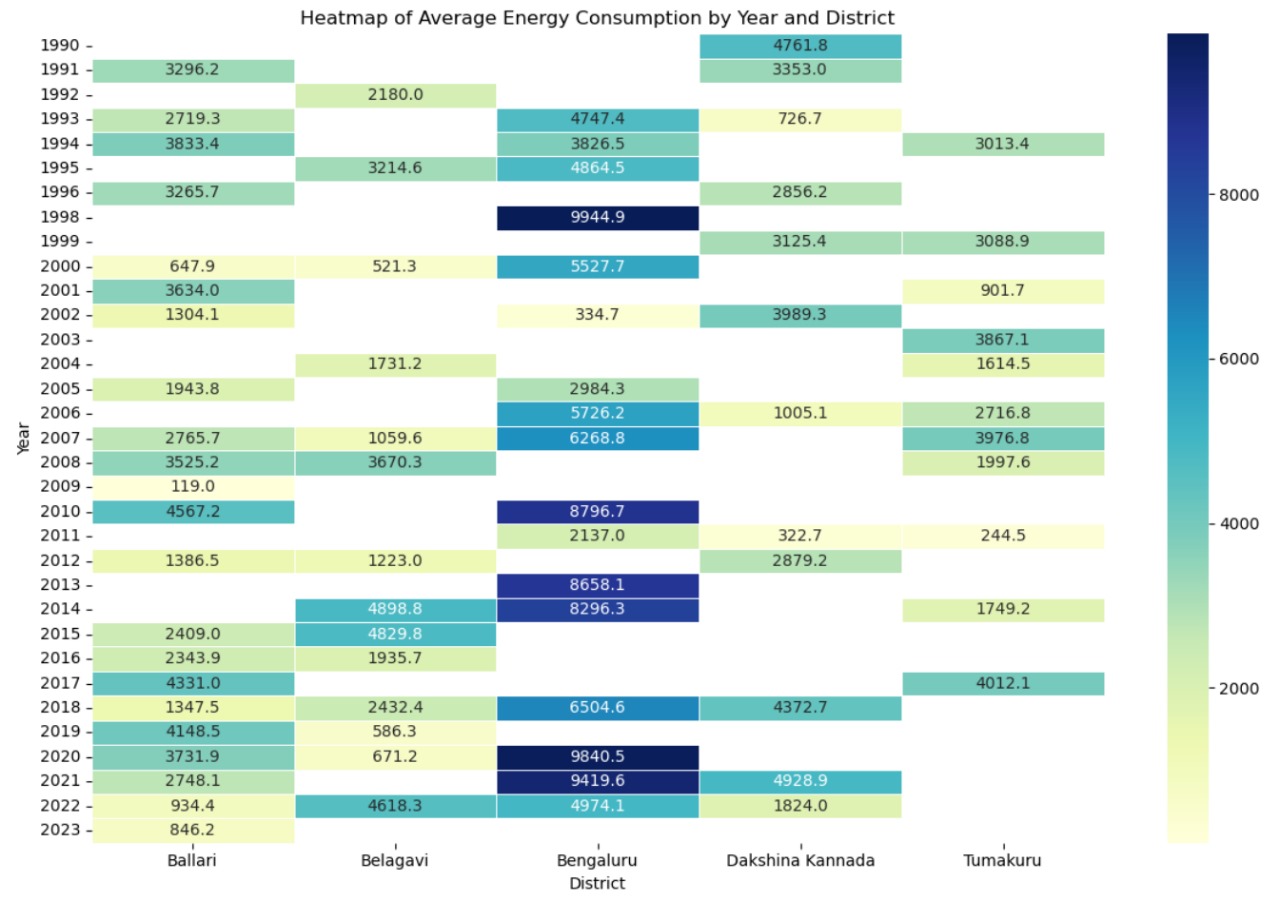 Heatmap of Average Energy Consumption by Year and District
1990 4761.8
1991 3296.2 3353.0
1992 2180.0
1993 2719.3 4747.4 726.7
1994 3833.4 3826.5 3013.4
1995 3214.6 4864.5
1996 3265.7 2856.2
1998 9944.9
1999 3125.4 3088.9
2000 647.9 521.3 5527.7
2001 3634.0 901.7
2002 1304.1 334.7 3989.3
2003 3867.1
2004 1731.2 1614.5
2005 1943.8 2984.3
2006 5726.2 1005.1 2716.8
2007 2765.7 1059.6 6268.8 3976.8
2008 3525.2 3670.3 1997.6
2009 119.0
2010 4567.2 8796.7
2011 2137.0 322.7 244.5
2012 1386.5 1223.0 2879.2
2013 8658.1
2014 4898.8 8296.3 1749.2
2015 2409.0 4829.8
2016 2343.9 1935.7
2017 4331.0 4012.1
2018 1347.5 2432.4 6504.6 4372.7
2019 4148.5 586.3
2020 3731.9 671.2 9840.5
2021 2748.1 9419.6 4928.9
2022 934.4 4618.3 4974.1 1824.0
2023 846.2
Year
Ballari Belagavi Bengaluru Dakshina Kannada Tumakuru
District
8000
6000
4000
2000